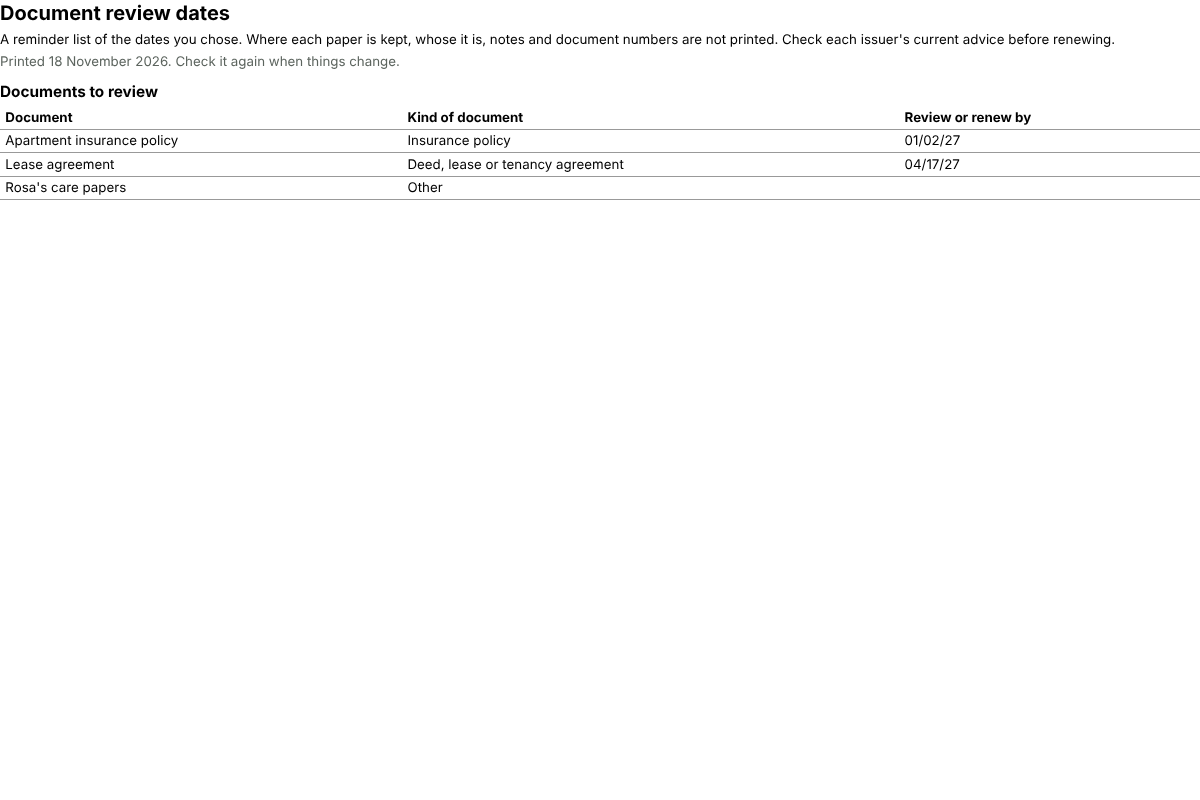 Document review dates
A reminder list of the dates you chose. Where each paper is kept, whose it is, notes and document numbers are not printed. Check each issuer's current advice before renewing.
Printed 18 November 2026. Check it again when things change.
Documents to review
Document Kind of document Review or renew by
Apartment insurance policy Insurance policy 01/02/27
Lease agreement Deed, lease or tenancy agreement 04/17/27
Rosa's care papers Other